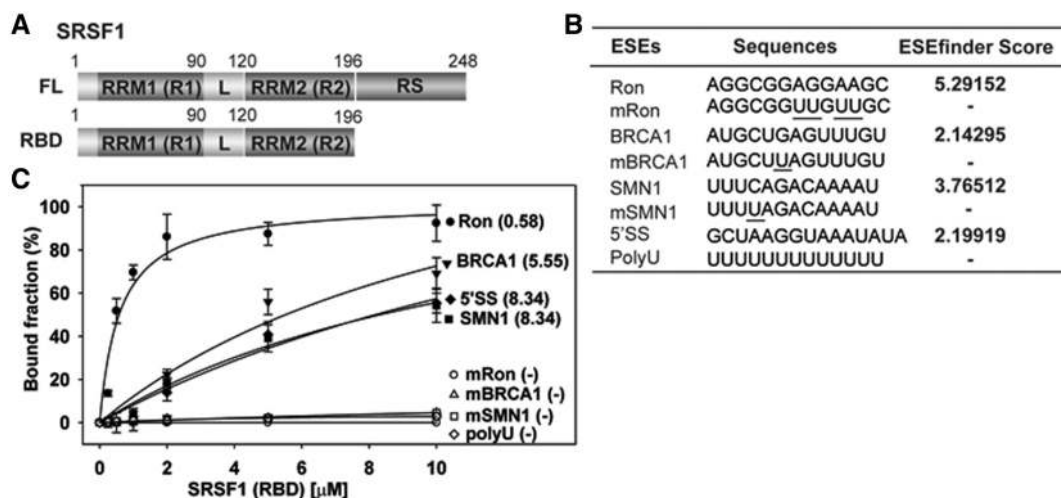 A
SRSF1
1 90 120 196 248
FL RRM1 (R1) L RRM2 (R2) RS
1 90 120 196
RBD RRM1 (R1) L RRM2 (R2)
B
ESEs Sequences ESEfinder Score
Ron AGGCGGAGGAAGC 5.29152
mRon AGGCGGUUGUUGC -
BRCA1 AUGCUGAGUUUGU 2.14295
mBRCA1 AUGCUUAGUUUGU -
SMN1 UUUCAGACAAAAU 3.76512
mSMN1 UUUUAGACAAAAU -
5'SS GCUAAGGUAAAUAUA 2.19919
PolyU UUUUUUUUUUUUU -
C
Bound fraction (%)
100
80
60
40
20
0
Ron (0.58)
BRCA1 (5.55)
5'SS (8.34)
SMN1 (8.34)
mRon (-)
mBRCA1 (-)
mSMN1 (-)
polyU (-)
0 2 4 6 8 10
SRSF1 (RBD) [μM]